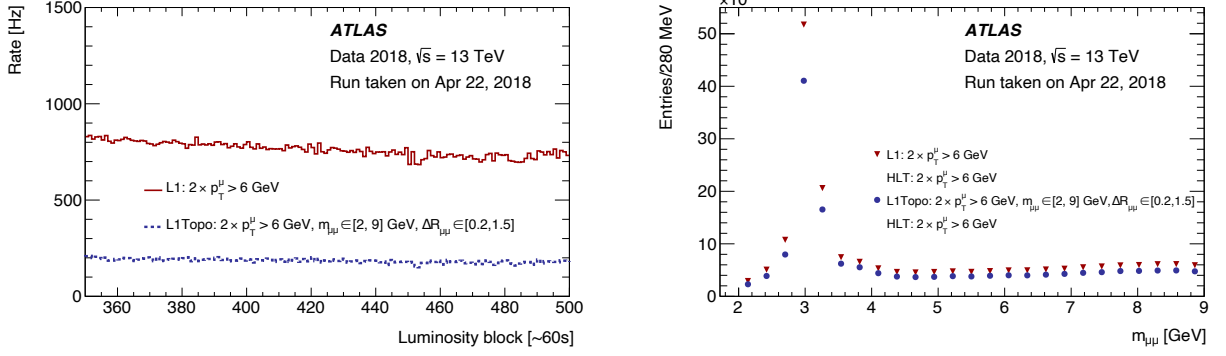 Rate [Hz]
1500
1000
500
0
ATLAS
Data 2018, √s = 13 TeV
Run taken on Apr 22, 2018
L1: 2× p_T^μ > 6 GeV
L1Topo: 2× p_T^μ > 6 GeV, m_μμ ∈ [2, 9] GeV, ΔR_μμ ∈ [0.2,1.5]
360 380 400 420 440 460 480 500
Luminosity block [~60s]
Entries/280 MeV
50
40
30
20
10
0
ATLAS
Data 2018, √s = 13 TeV
Run taken on Apr 22, 2018
L1: 2× p_T^μ > 6 GeV
HLT: 2× p_T^μ > 6 GeV
L1Topo: 2× p_T^μ > 6 GeV, m_μμ ∈ [2, 9] GeV, ΔR_μμ ∈ [0.2,1.5]
HLT: 2× p_T^μ > 6 GeV
2 3 4 5 6 7 8 9
m_μμ [GeV]